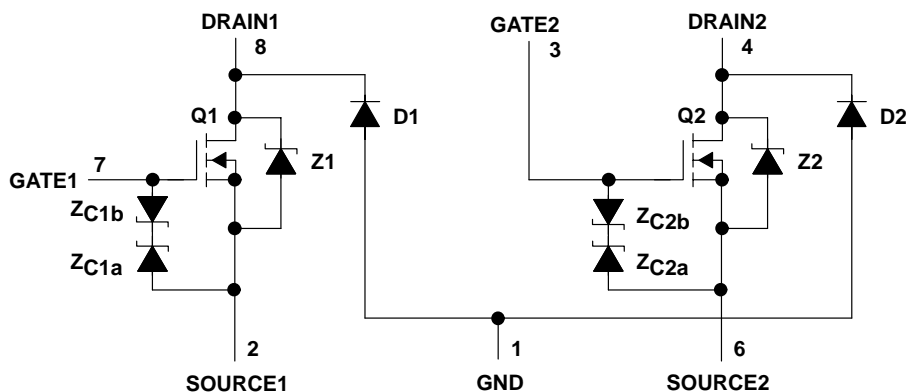 DRAIN1
8
GATE2
3
DRAIN2
4
Q1
D1
Q2
D2
7
GATE1
Z1
Z2
ZC1b
ZC2b
ZC1a
ZC2a
2
1
6
SOURCE1
GND
SOURCE2